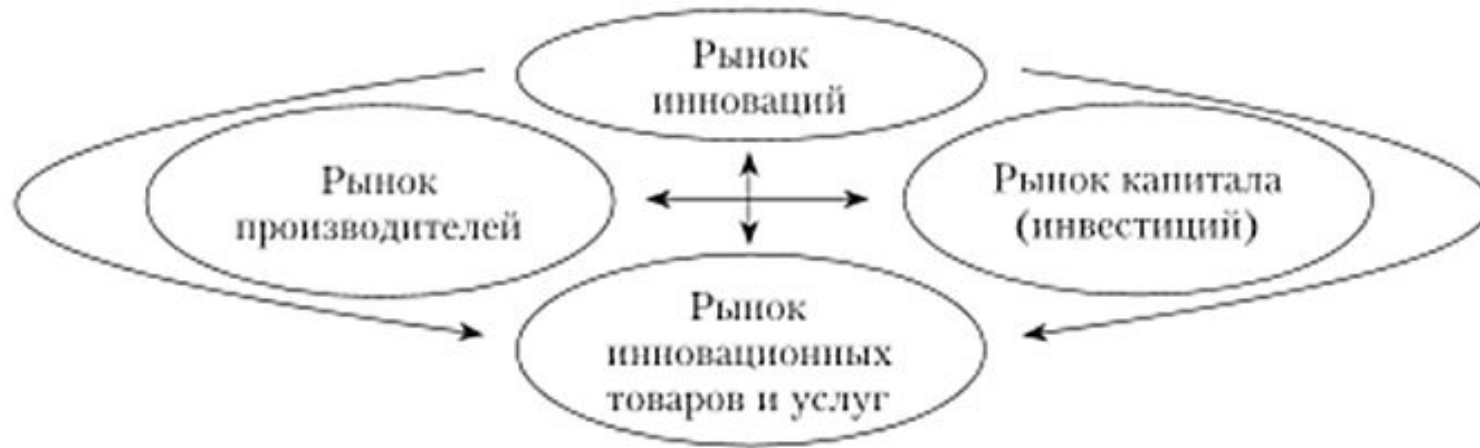 Рынок
инноваций
Рынок
производителей
Рынок капитала
(инвестиций)
Рынок
инновационных
товаров и услуг